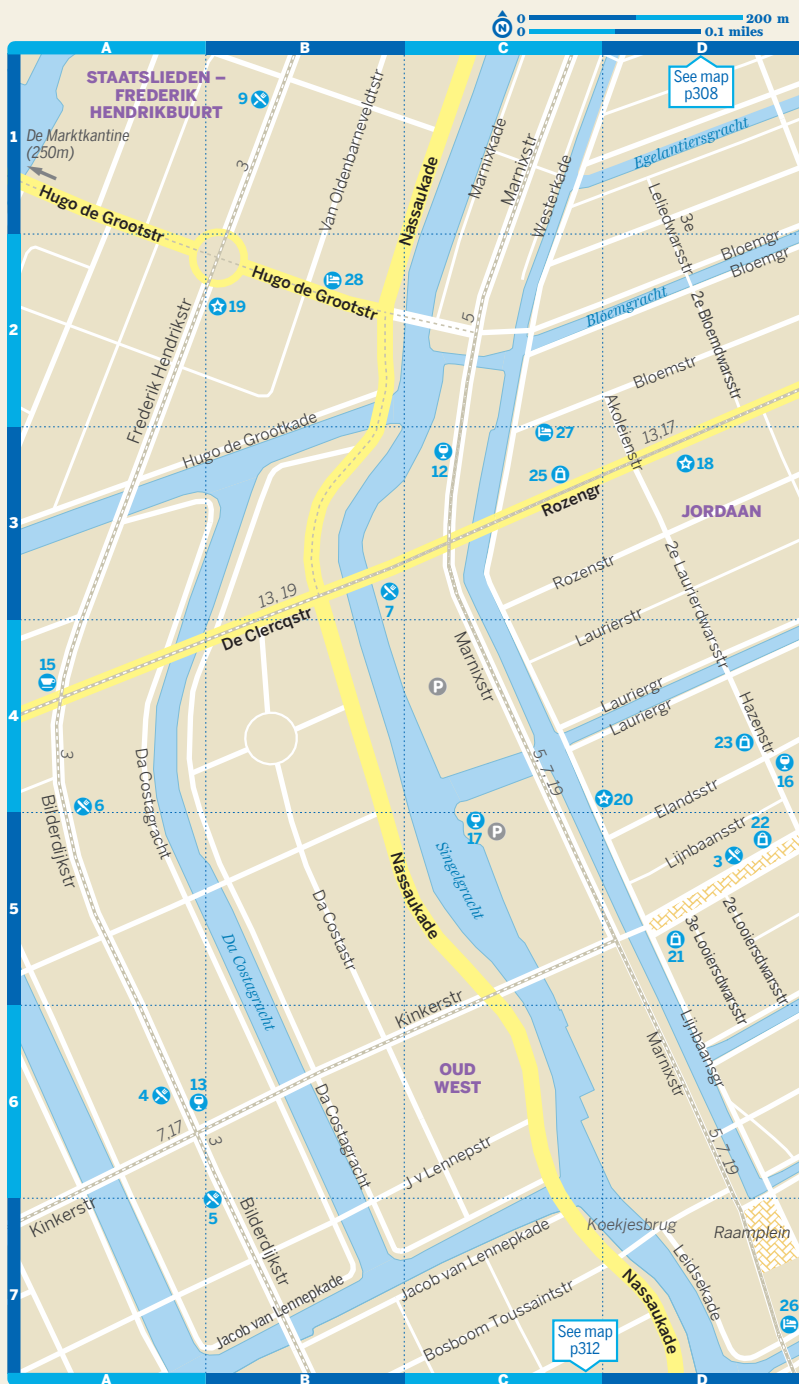 N
0
200 m
0
0.1 miles
A
B
C
D
1
2
3
4
5
6
7
STAATSLIEDEN –
FREDERIK
HENDRIKBUURT
9
See map
p308
De Marktkantine
(250m)
3
Van Oldenbarneveldtstr
Nassaukade
Marnixkade
Marnixstr
Westerkade
Egelantiersgracht
3e
Leliedwarsstr
Hugo de Grootstr
Hugo de Grootstr
28
19
Bloemgr
Bloemgr
Bloemgracht
2e Bloemdwarsstr
5
Frederik Hendrikstr
Bloemstr
Akoleienstr
Hugo de Grootkade
27
13,17
12
25
18
Rozengr
JORDAAN
Rozenstr
2e Laurierdwarsstr
13, 19
7
De Clercqstr
Laurierstr
Marnixstr
15
P
Lauriergr
Lauriergr
Hazenstr
23
16
3
Da Costagracht
5, 7, 19
20
Elandsstr
6
Bilderdijkstr
17
P
22
Lijnbaansstr
3
Singelgracht
Nassaukade
Da Costastr
2e Looiersdwarsstr
3e Looiersdwarsstr
21
Da Costagracht
Kinkerstr
Lijnbaansgr
Marnixstr
OUD
WEST
4
13
7,17
3
Da Costagracht
5, 7, 19
J v Lennepstr
Kinkerstr
5
Bilderdijkstr
Koekjesbrug
Raamplein
Jacob van Lennepkade
Jacob van Lennepkade
Leidsekade
Nassaukade
26
Bosboom Toussaintstr
See map
p312
A
B
C
D